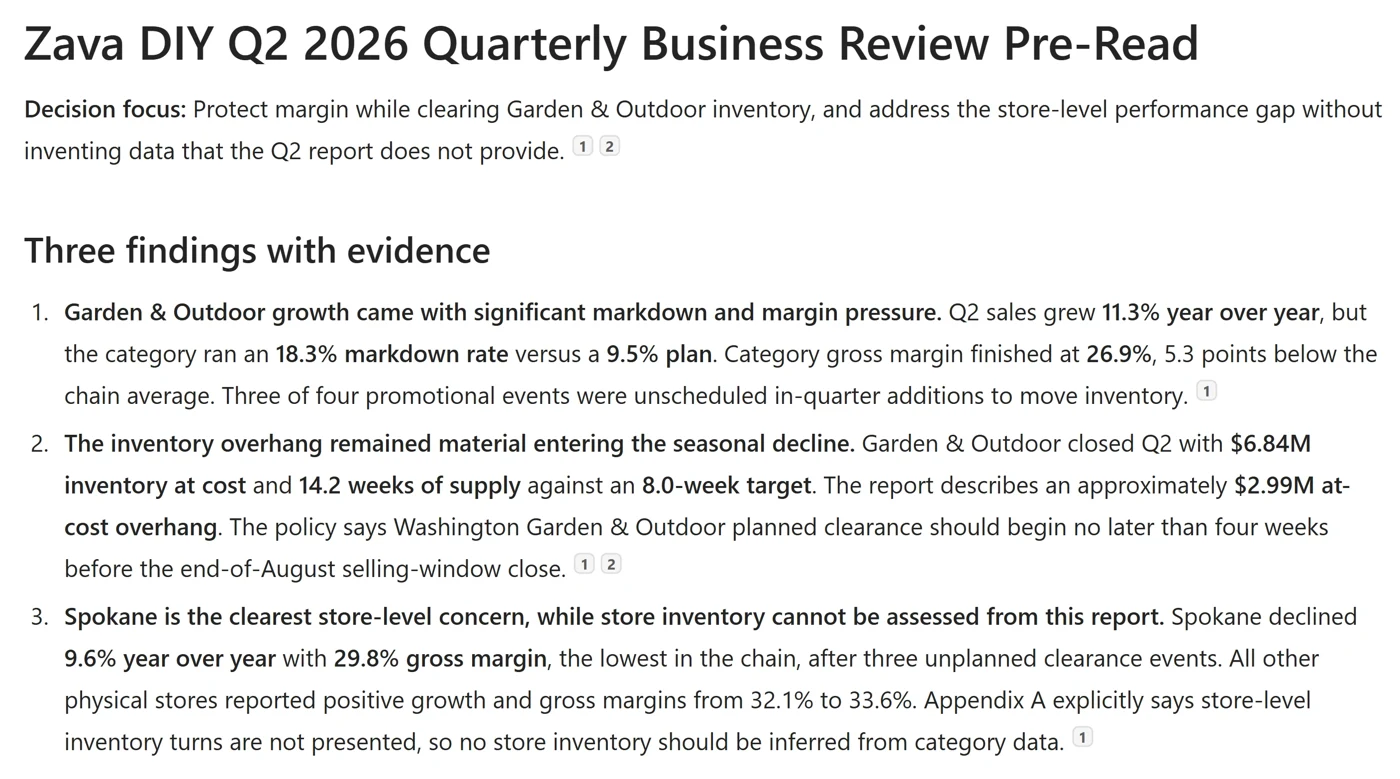 Zava DIY Q2 2026 Quarterly Business Review Pre-Read
Decision focus: Protect margin while clearing Garden & Outdoor inventory, and address the store-level performance gap without
inventing data that the Q2 report does not provide. 1 2
Three findings with evidence
1. Garden & Outdoor growth came with significant markdown and margin pressure. Q2 sales grew 11.3% year over year, but
the category ran an 18.3% markdown rate versus a 9.5% plan. Category gross margin finished at 26.9%, 5.3 points below the
chain average. Three of four promotional events were unscheduled in-quarter additions to move inventory. 1
2. The inventory overhang remained material entering the seasonal decline. Garden & Outdoor closed Q2 with $6.84M
inventory at cost and 14.2 weeks of supply against an 8.0-week target. The report describes an approximately $2.99M at-
cost overhang. The policy says Washington Garden & Outdoor planned clearance should begin no later than four weeks
before the end-of-August selling-window close. 1 2
3. Spokane is the clearest store-level concern, while store inventory cannot be assessed from this report. Spokane declined
9.6% year over year with 29.8% gross margin, the lowest in the chain, after three unplanned clearance events. All other
physical stores reported positive growth and gross margins from 32.1% to 33.6%. Appendix A explicitly says store-level
inventory turns are not presented, so no store inventory should be inferred from category data. 1